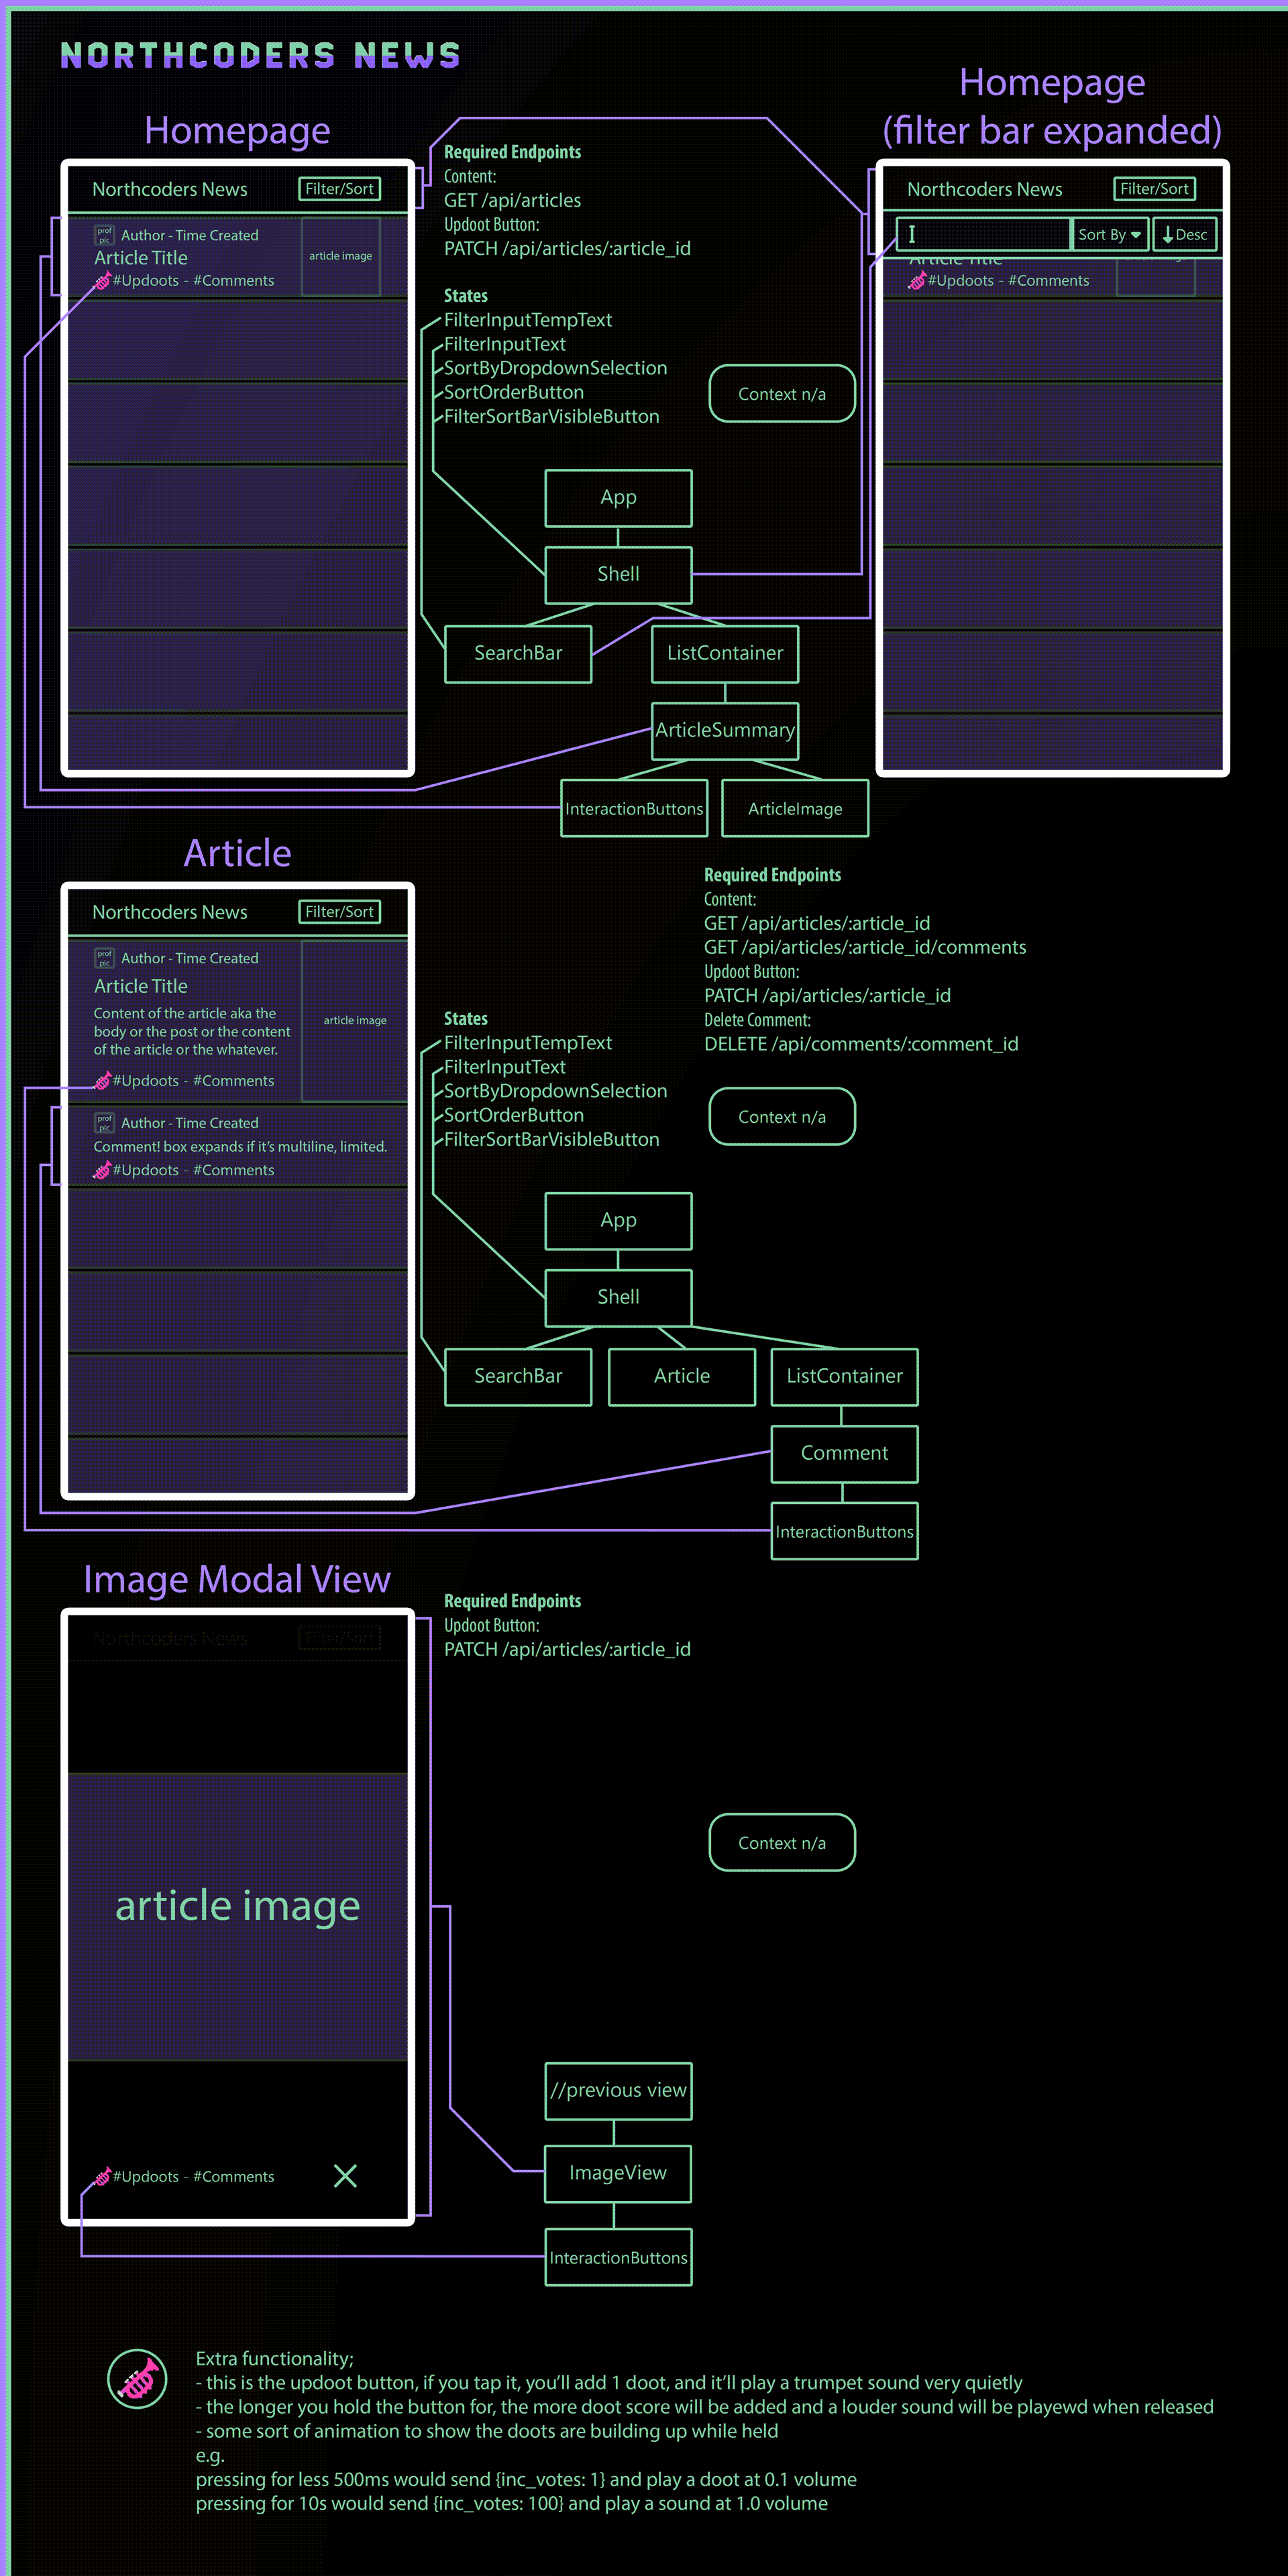 NORTHCODERS NEWS
Homepage
Northcoders News
Filter/Sort
prof
pic
Author - Time Created
Article Title
#Updoots - #Comments
article image
Required Endpoints
Content:
GET /api/articles
Updoot Button:
PATCH /api/articles/:article_id
States
FilterInputTempText
FilterInputText
SortByDropdownSelection
SortOrderButton
FilterSortBarVisibleButton
Context n/a
App
Shell
SearchBar
ListContainer
ArticleSummary
InteractionButtons
ArticleImage
Homepage
(filter bar expanded)
Northcoders News
Filter/Sort
Sort By
Desc
Article Title
#Updoots - #Comments
Article
Northcoders News
Filter/Sort
prof
pic
Author - Time Created
Article Title
Content of the article aka the
body or the post or the content
of the article or the whatever.
#Updoots - #Comments
article image
prof
pic
Author - Time Created
Comment! box expands if it's multiline, limited.
#Updoots - #Comments
Required Endpoints
Content:
GET /api/articles/:article_id
GET /api/articles/:article_id/comments
Updoot Button:
PATCH /api/articles/:article_id
Delete Comment:
DELETE /api/comments/:comment_id
States
FilterInputTempText
FilterInputText
SortByDropdownSelection
SortOrderButton
FilterSortBarVisibleButton
Context n/a
App
Shell
SearchBar
Article
ListContainer
Comment
InteractionButtons
Image Modal View
Northcoders News
Filter/Sort
article image
#Updoots - #Comments
Required Endpoints
Updoot Button:
PATCH /api/articles/:article_id
Context n/a
//previous view
ImageView
InteractionButtons
Extra functionality;
- this is the updoot button, if you tap it, you'll add 1 doot, and it'll play a trumpet sound very quietly
- the longer you hold the button for, the more doot score will be added and a louder sound will be playewd when released
- some sort of animation to show the doots are building up while held
e.g.
pressing for less 500ms would send {inc_votes: 1} and play a doot at 0.1 volume
pressing for 10s would send {inc_votes: 100} and play a sound at 1.0 volume